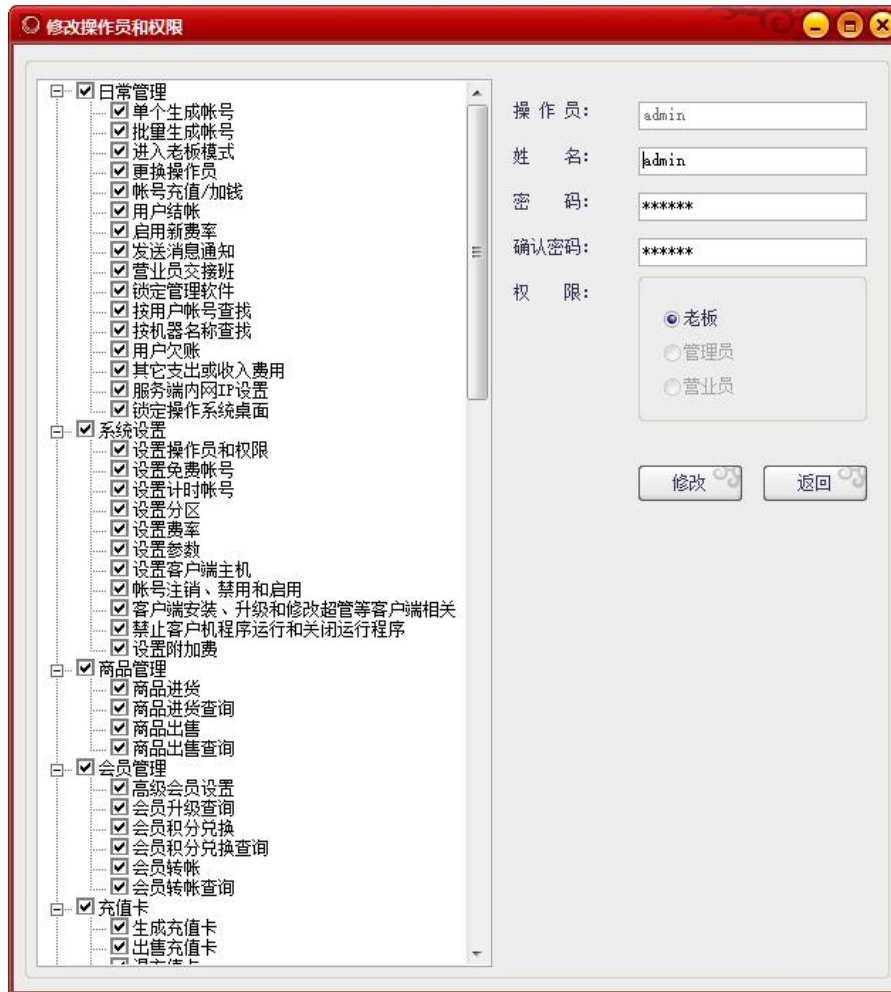 修改操作员和权限
日常管理
单个生成帐号
批量生成帐号
进入老板模式
更换操作员
帐号充值/加钱
用户结帐
启用新费率
发送消息通知
营业员交接班
锁定管理软件
按用户帐号查找
按机器名称查找
用户欠账
其它支出或收入费用
服务端内网IP设置
锁定操作系统桌面
系统设置
设置操作员和权限
设置免费帐号
设置计时帐号
设置分区
设置费率
设置参数
设置客户端主机
帐号注销、禁用和启用
客户端安装、升级和修改超管等客户端相关
禁止客户机程序运行和关闭运行程序
设置附加费
商品管理
商品进货
商品进货查询
商品出售
商品出售查询
会员管理
高级会员设置
会员升级查询
会员积分兑换
会员积分兑换查询
会员转帐
会员转帐查询
充值卡
生成充值卡
出售充值卡
操 作 员: admin
姓 名: admin
密 码: ******
确认密码: ******
权 限:
老板
管理员
营业员
修改 返回